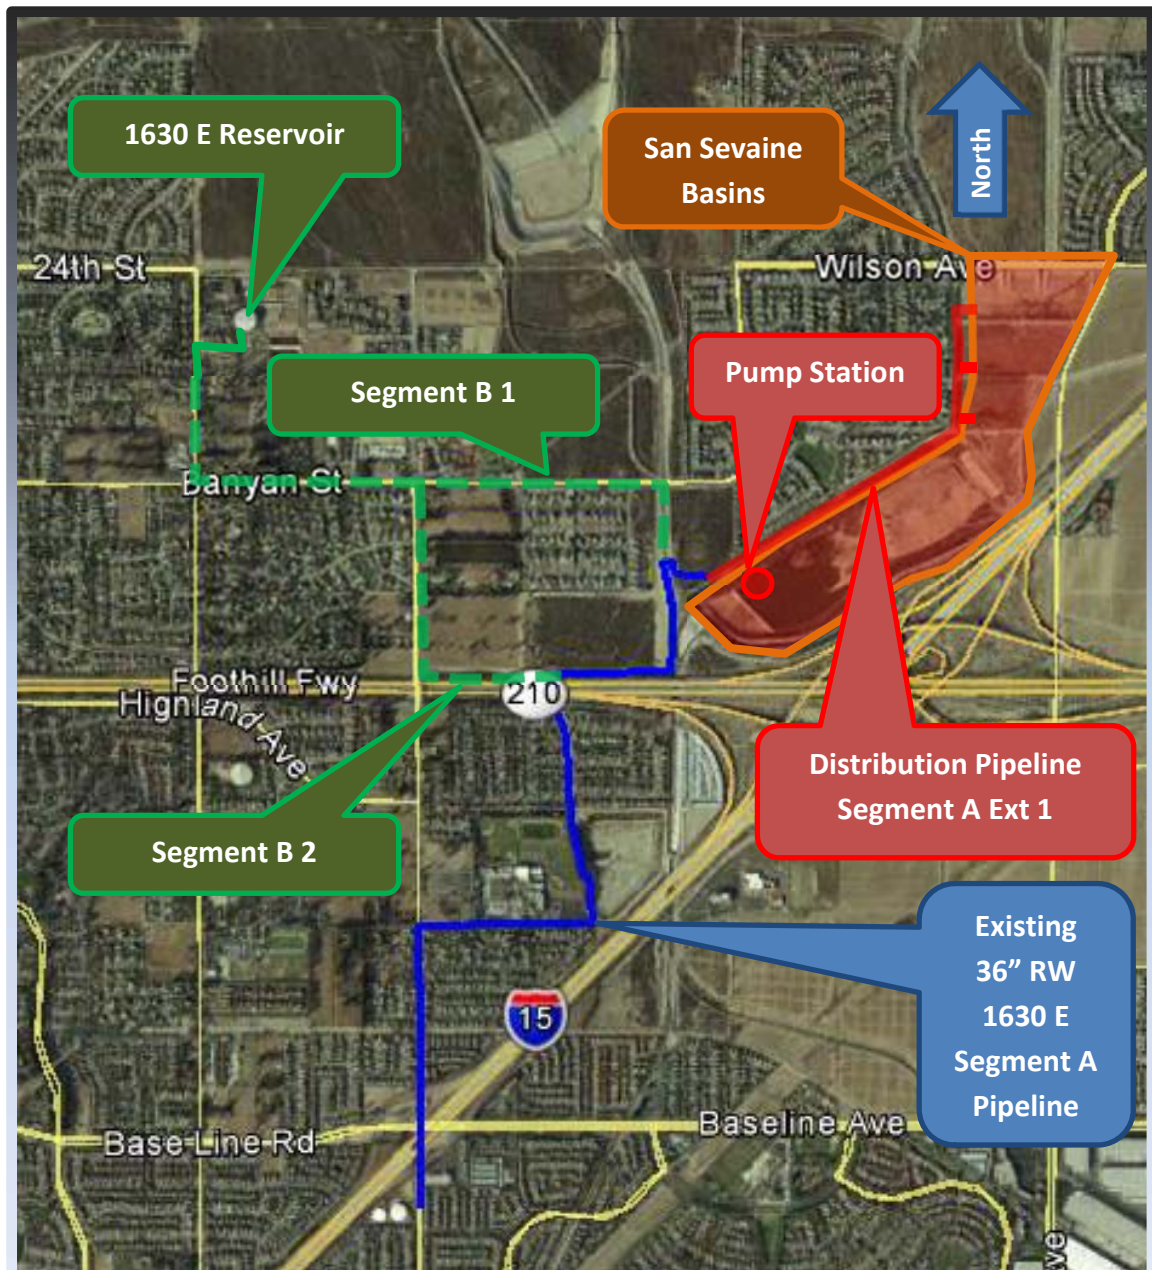 1630 E Reservoir
San Sevaine
Basins
North
24th St
Wilson Ave
Segment B 1
Pump Station
Banyan St
Foothill Fwy
210
Highland Ave
Distribution Pipeline
Segment A Ext 1
Segment B 2
Existing
36” RW
1630 E
Segment A
Pipeline
15
Base Line Rd
Baseline Ave
Ave